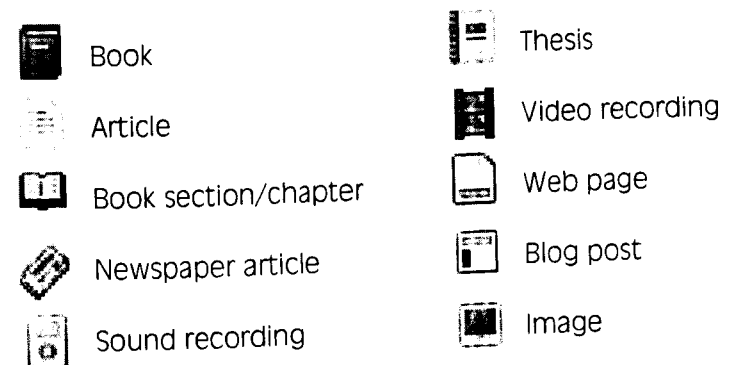 Book
Article
Book section/chapter
Newspaper article
Sound recording
Thesis
Video recording
Web page
Blog post
Image